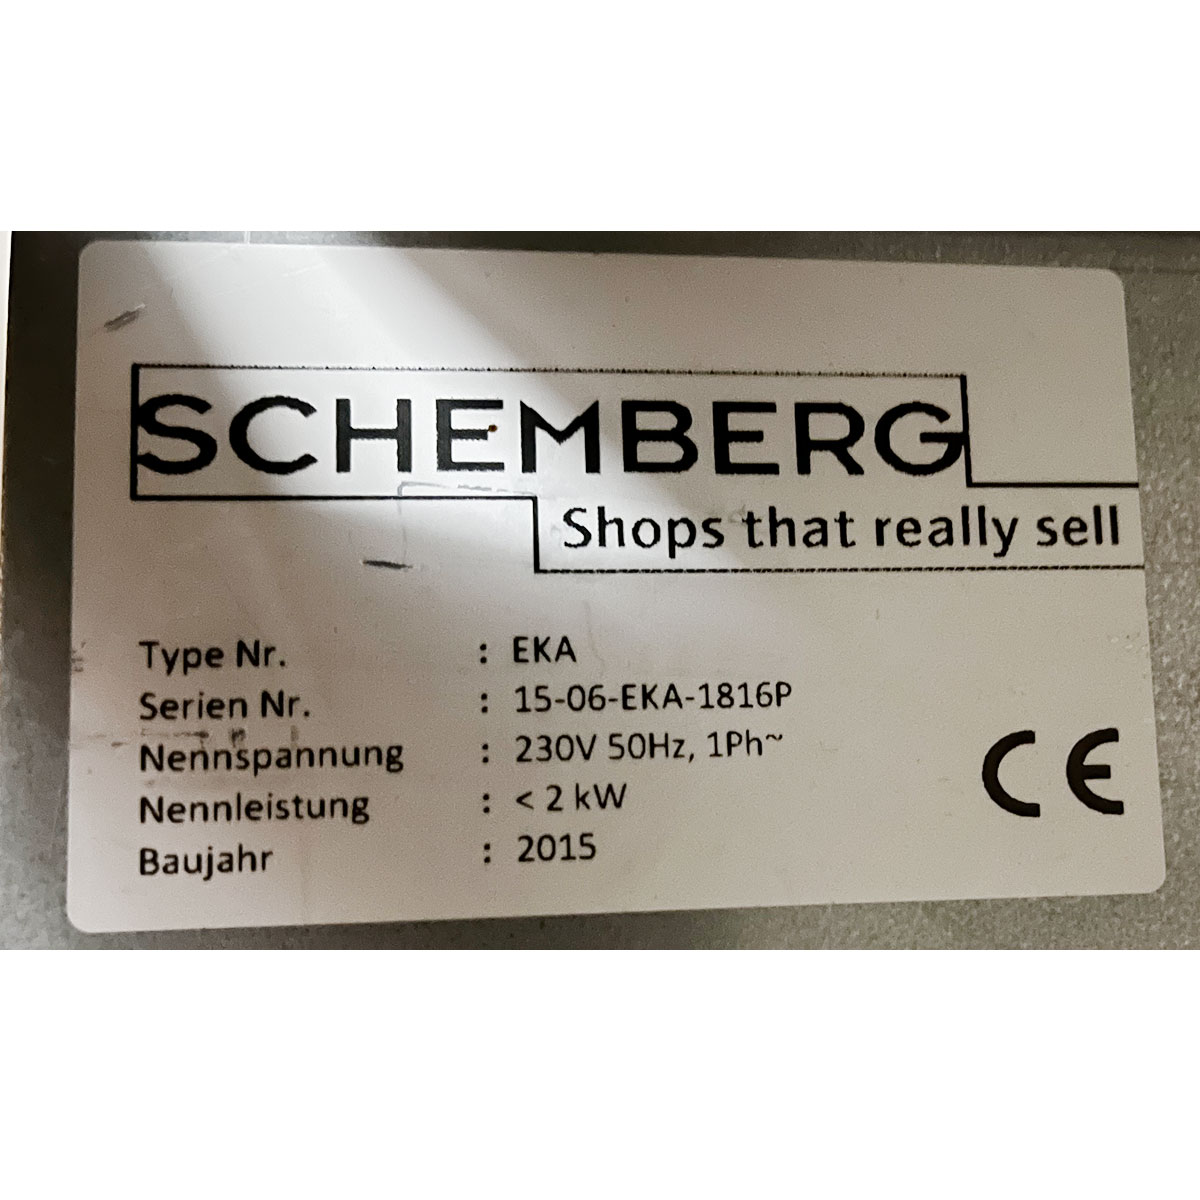 SCHEMBERG
Shops that really sell
Type Nr. : EKA
Serien Nr. : 15-06-EKA-1816P
Nennspannung : 230V 50Hz, 1Ph~
Nennleistung : < 2 kW
Baujahr : 2015
CE